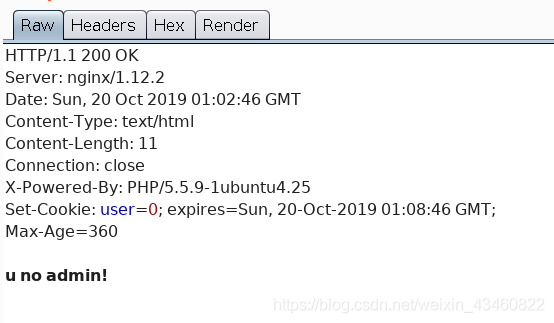 Raw Headers Hex Render
HTTP/1.1 200 OK
Server: nginx/1.12.2
Date: Sun, 20 Oct 2019 01:02:46 GMT
Content-Type: text/html
Content-Length: 11
Connection: close
X-Powered-By: PHP/5.5.9-1ubuntu4.25
Set-Cookie: user=0; expires=Sun, 20-Oct-2019 01:08:46 GMT;
Max-Age=360
u no admin!
https://blog.csdn.net/weixin_43460822